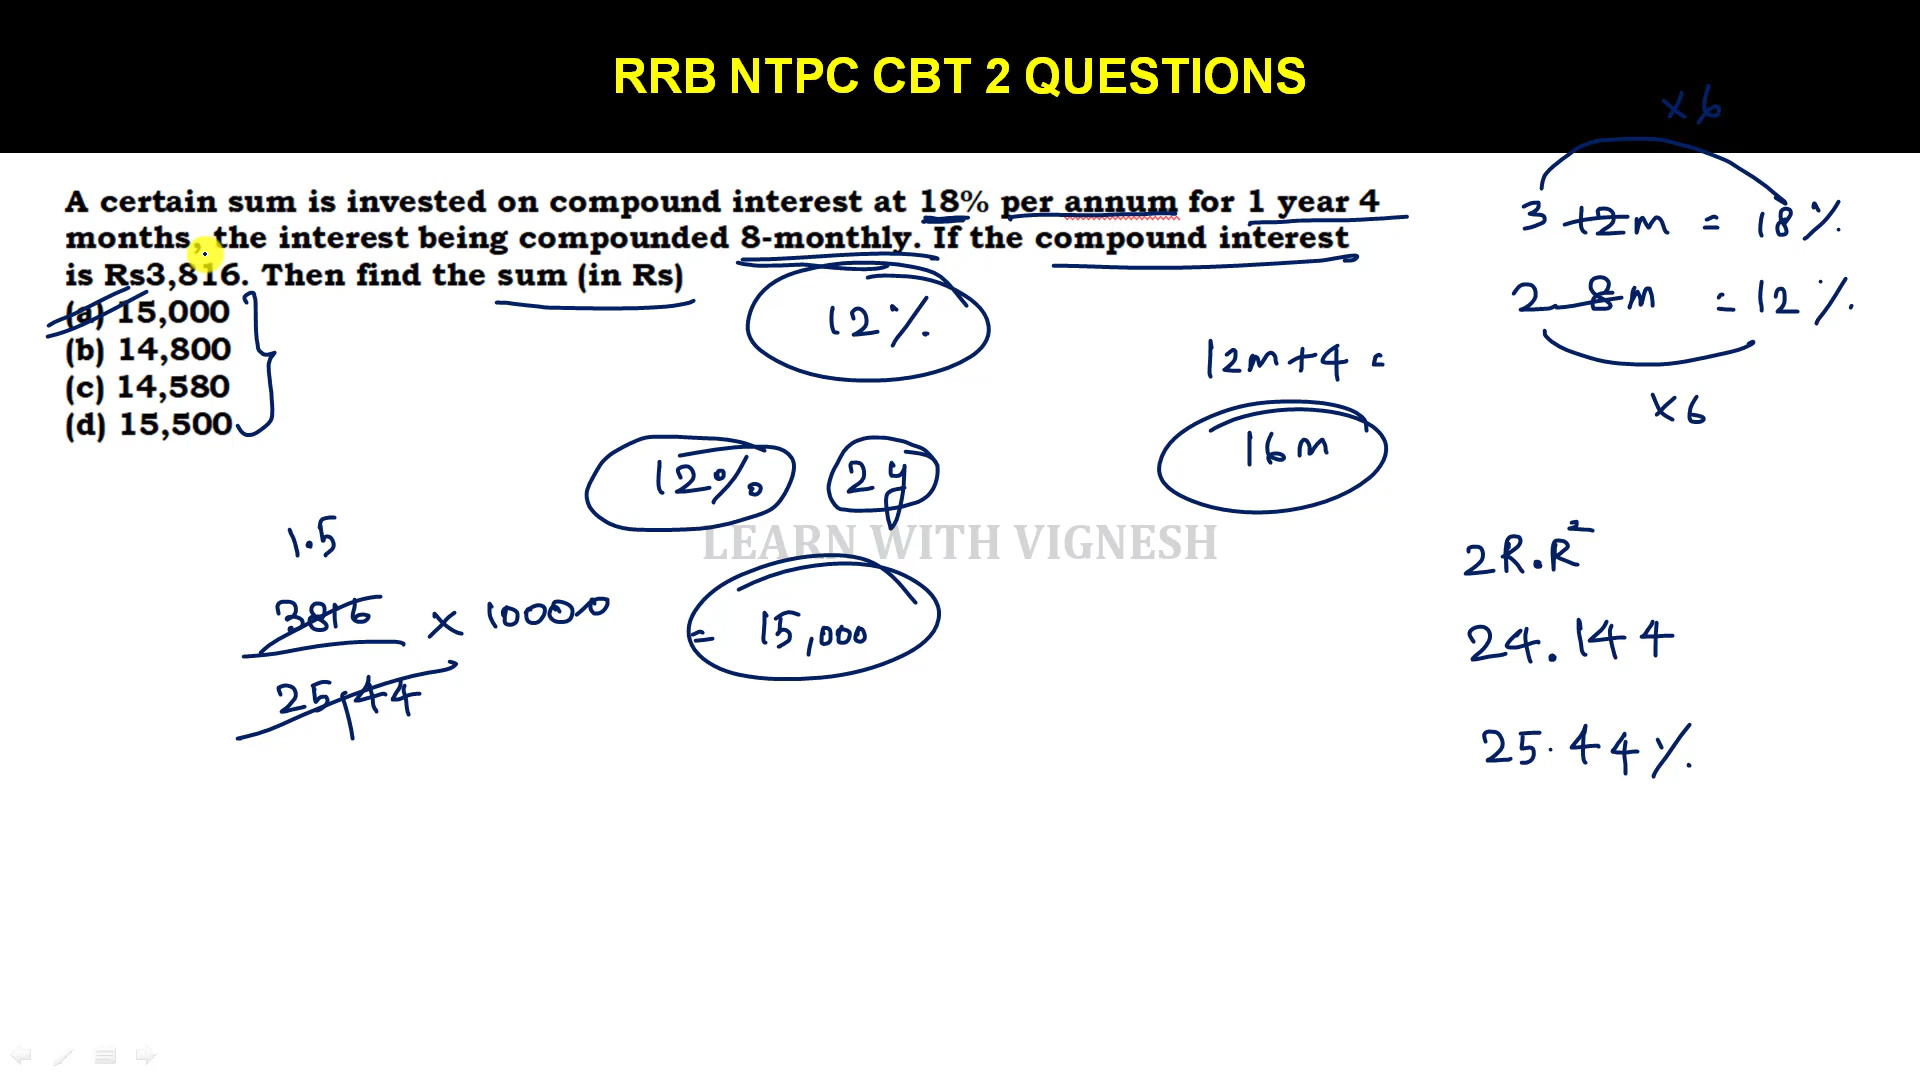 RRB NTPC CBT 2 QUESTIONS
A certain sum is invested on compound interest at 18% per annum for 1 year 4
months, the interest being compounded 8-monthly. If the compound interest
is Rs3,816. Then find the sum (in Rs)
(a) 15,000
(b) 14,800
(c) 14,580
(d) 15,500
×6
3 12m = 18%
2 8m = 12%
×6
12%
12m+4 =
16m
12% 2y
LEARN WITH VIGNESH
1.5
3816 × 10000 = 15,000
25.44
2R.R²
24.144
25.44%